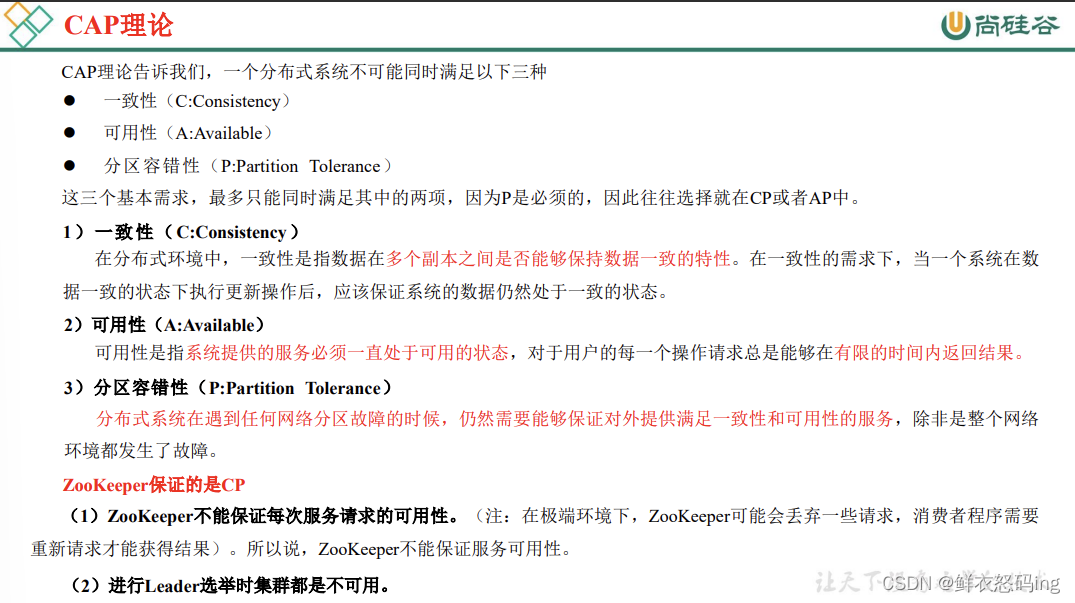 CAP理论
尚硅谷
CAP理论告诉我们，一个分布式系统不可能同时满足以下三种
● 一致性（C:Consistency）
● 可用性（A:Available）
● 分区容错性（P:Partition Tolerance）
这三个基本需求，最多只能同时满足其中的两项，因为P是必须的，因此往往选择就在CP或者AP中。
1）一致性（C:Consistency）
在分布式环境中，一致性是指数据在多个副本之间是否能够保持数据一致的特性。在一致性的需求下，当一个系统在数
据一致的状态下执行更新操作后，应该保证系统的数据仍然处于一致的状态。
2）可用性（A:Available）
可用性是指系统提供的服务必须一直处于可用的状态，对于用户的每一个操作请求总是能够在有限的时间内返回结果。
3）分区容错性（P:Partition Tolerance）
分布式系统在遇到任何网络分区故障的时候，仍然需要能够保证对外提供满足一致性和可用性的服务，除非是整个网络
环境都发生了故障。
ZooKeeper保证的是CP
（1）ZooKeeper不能保证每次服务请求的可用性。（注：在极端环境下，ZooKeeper可能会丢弃一些请求，消费者程序需要
重新请求才能获得结果）。所以说，ZooKeeper不能保证服务可用性。
（2）进行Leader选举时集群都是不可用。
让天下
CSDN @鲜衣怒码ing